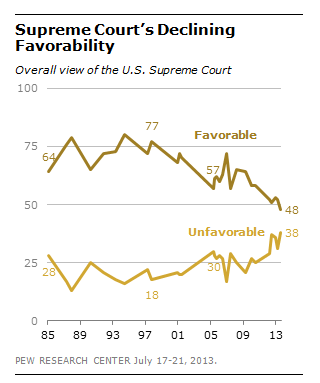 Supreme Court's Declining
Favorability
Overall view of the U.S. Supreme Court
100
77
Favorable
75
64
57
50
48
Unfavorable
38
25
28
30
18
0
85 89 93 97 01 05 09 13
PEW RESEARCH CENTER July 17-21, 2013.